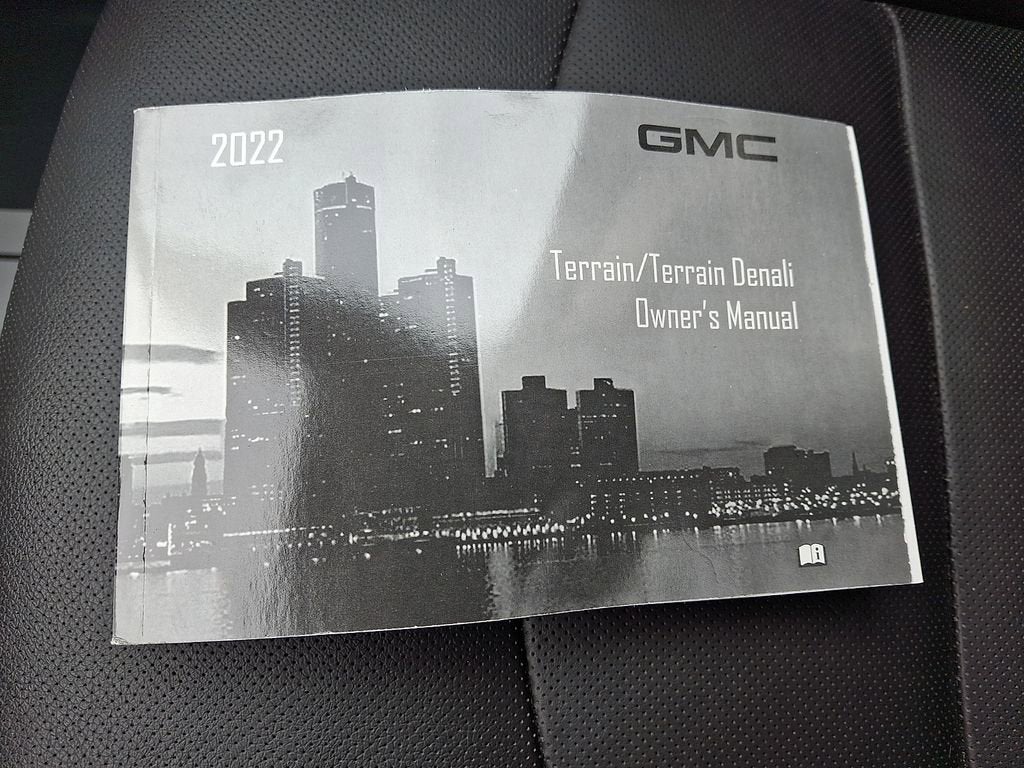 2022
GMC
Terrain/Terrain Denali
Owner's Manual
i